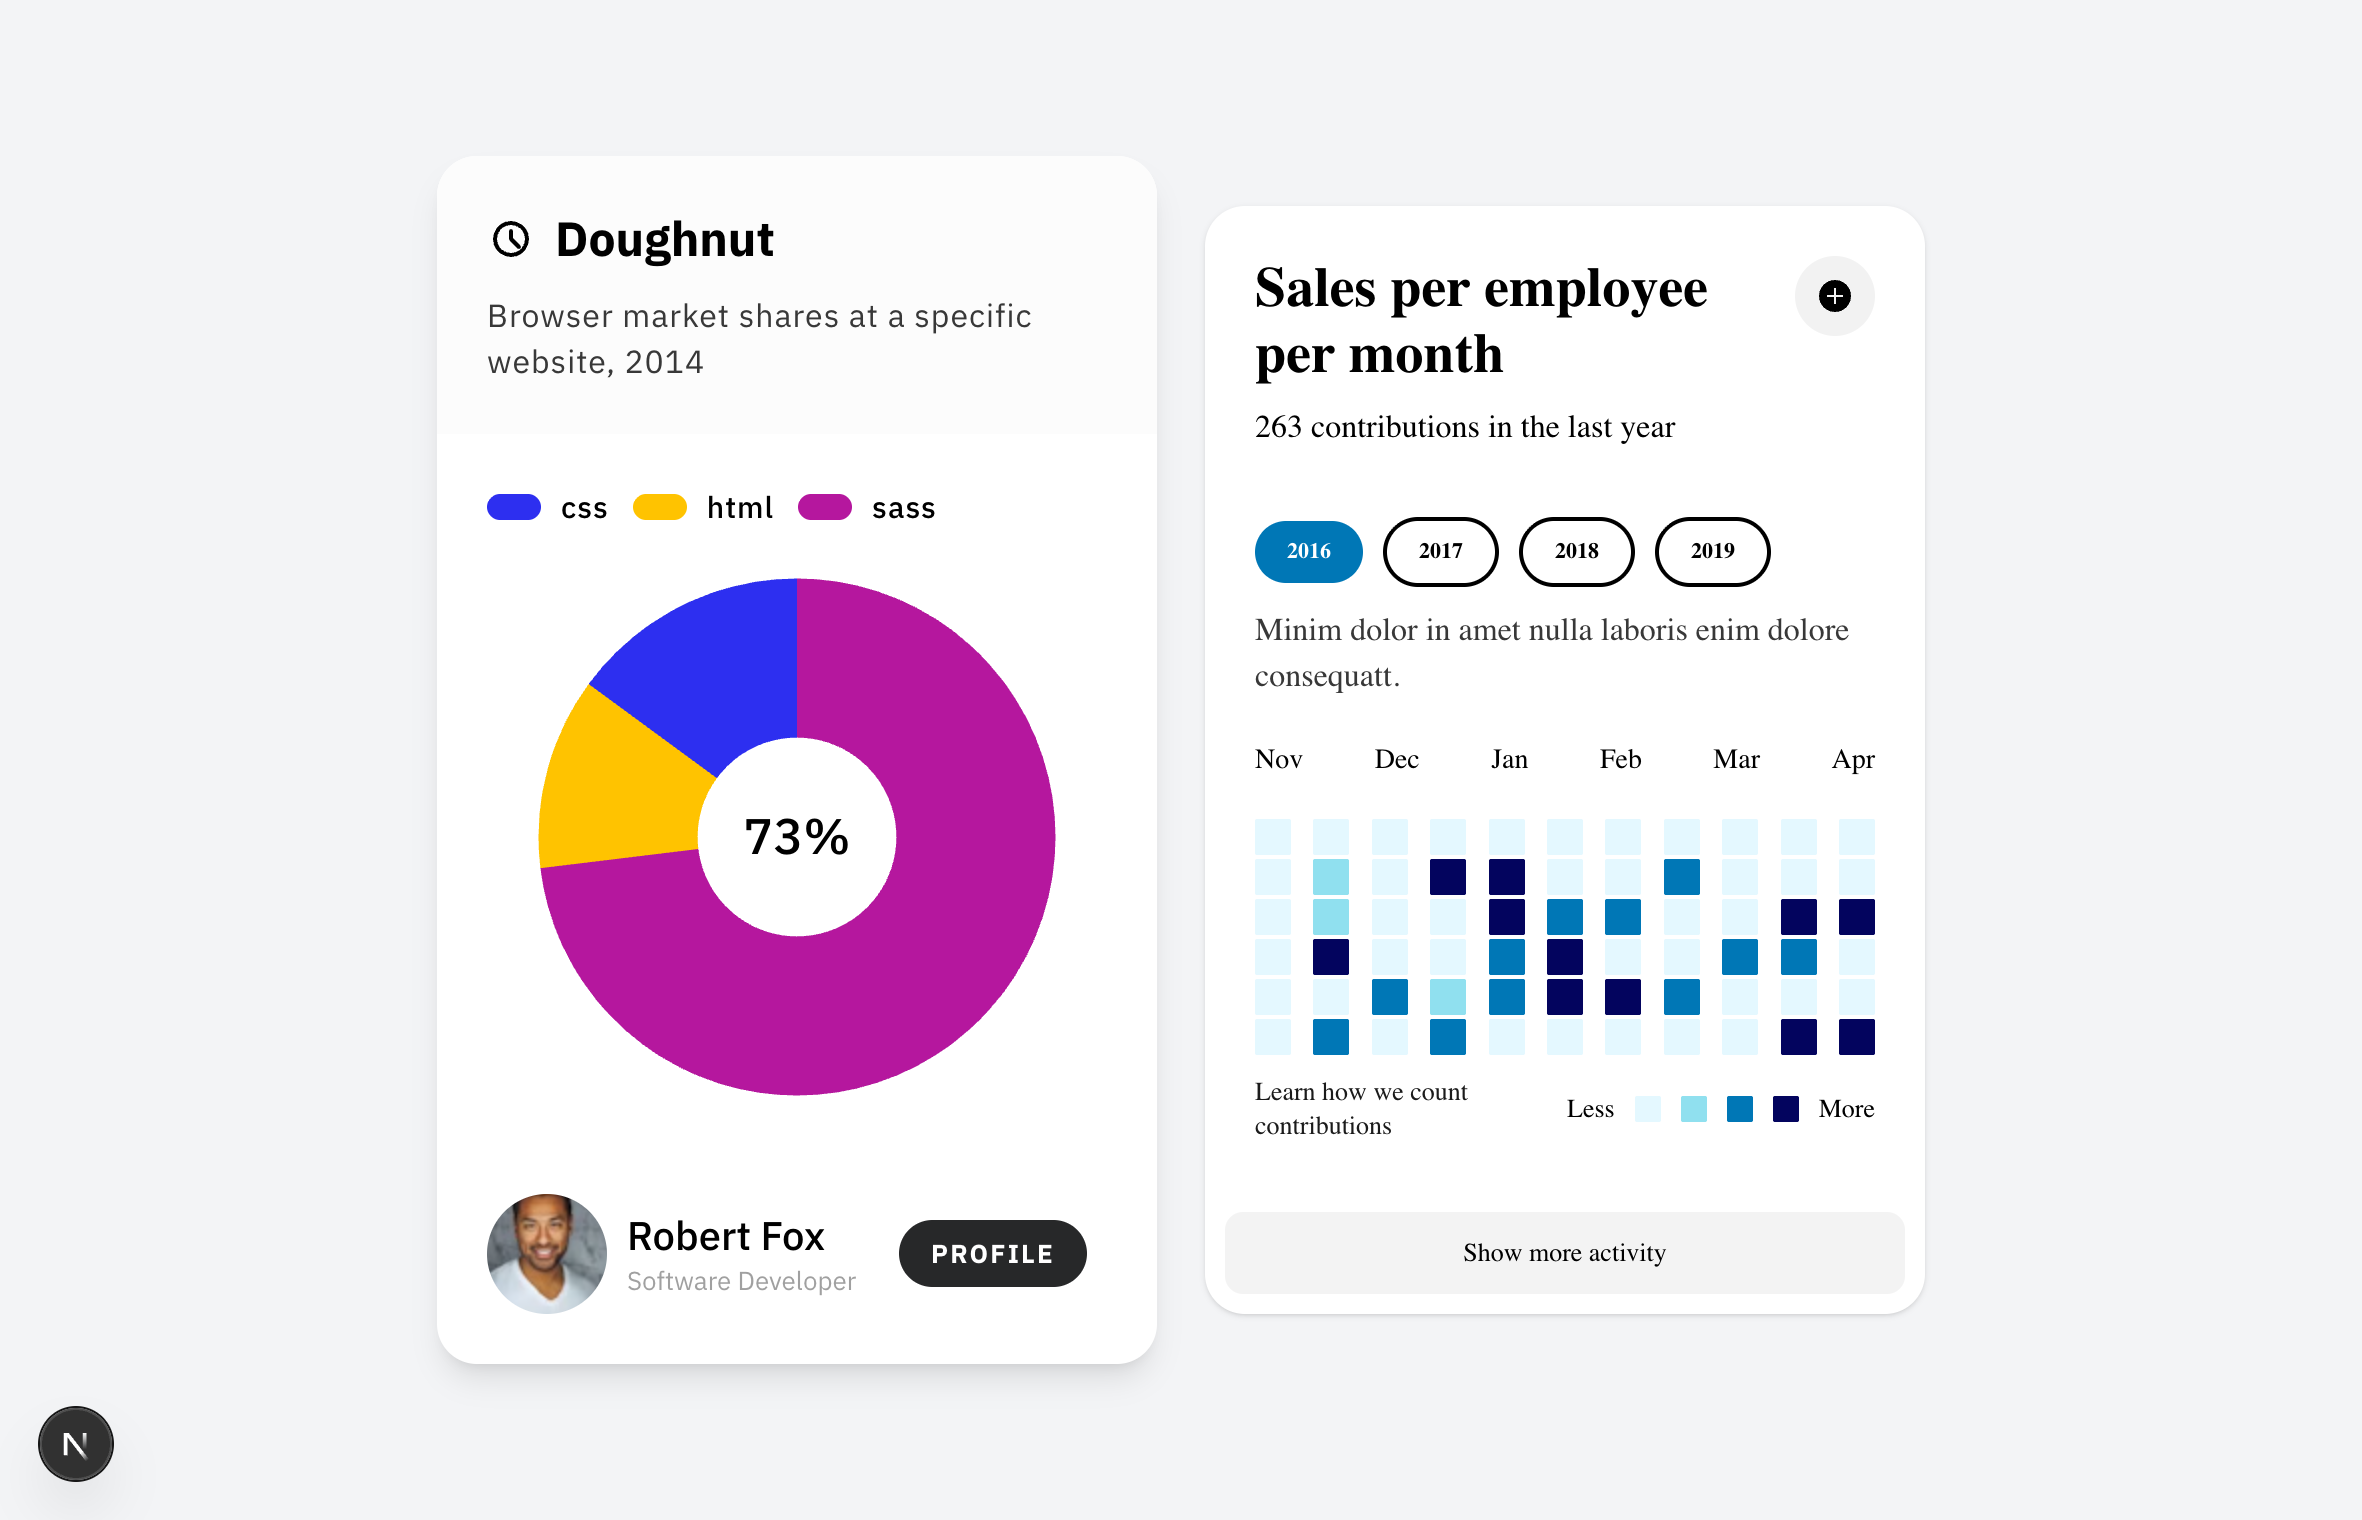 Doughnut
Browser market shares at a specific
website, 2014
css html sass
73%
Robert Fox
Software Developer
PROFILE
Sales per employee
per month
263 contributions in the last year
2016 2017 2018 2019
Minim dolor in amet nulla laboris enim dolore
consequatt.
Nov Dec Jan Feb Mar Apr
Learn how we count
contributions
Less More
Show more activity
N